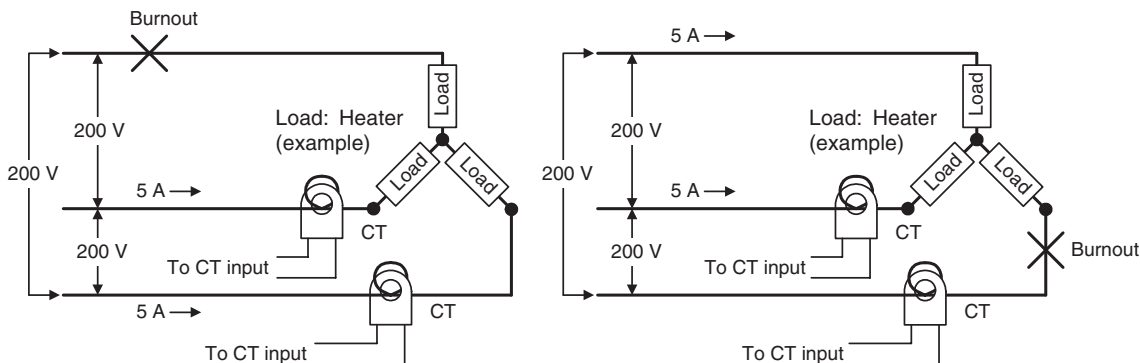 Burnout
Load
200 V
Load: Heater
(example)
200 V
Load
Load
5 A
CT
200 V
To CT input
5 A
CT
To CT input
5 A
Load
200 V
Load: Heater
(example)
200 V
Load
Load
5 A
CT
200 V
Burnout
To CT input
CT
To CT input